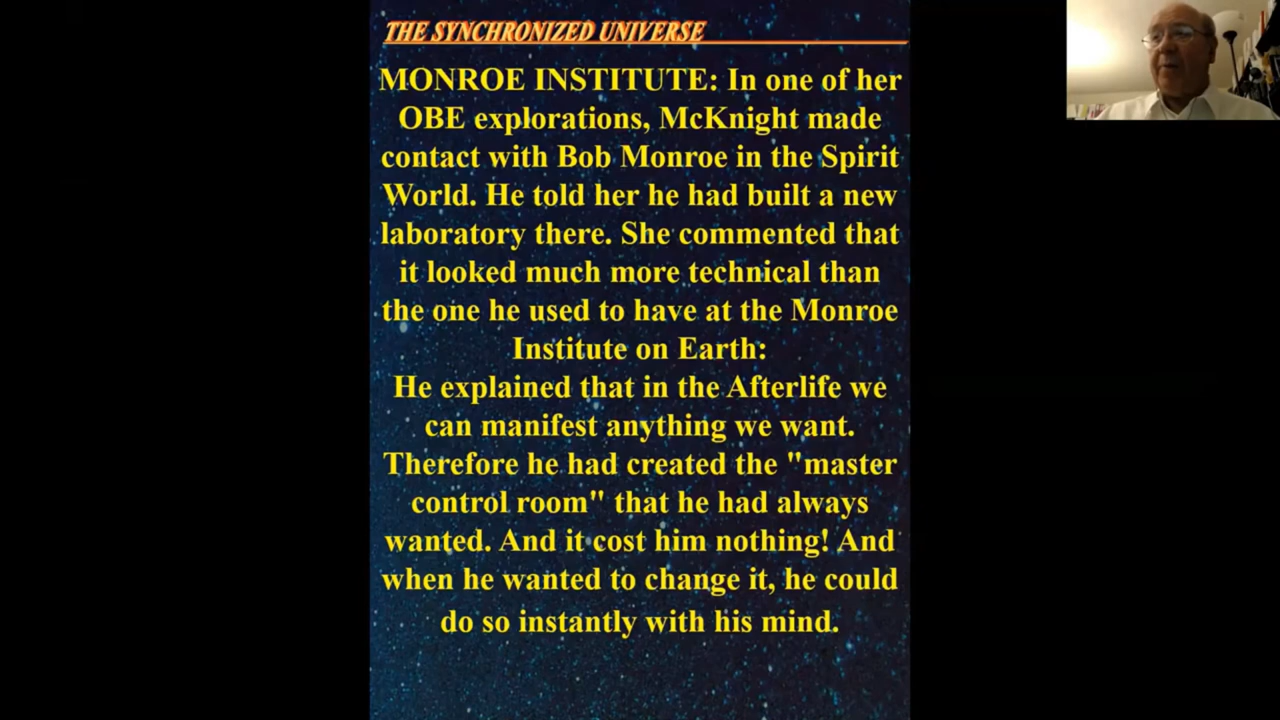 THE SYNCHRONIZED UNIVERSE
MONROE INSTITUTE: In one of her
OBE explorations, McKnight made
contact with Bob Monroe in the Spirit
World. He told her he had built a new
laboratory there. She commented that
it looked much more technical than
the one he used to have at the Monroe
Institute on Earth:
He explained that in the Afterlife we
can manifest anything we want.
Therefore he had created the "master
control room" that he had always
wanted. And it cost him nothing! And
when he wanted to change it, he could
do so instantly with his mind.